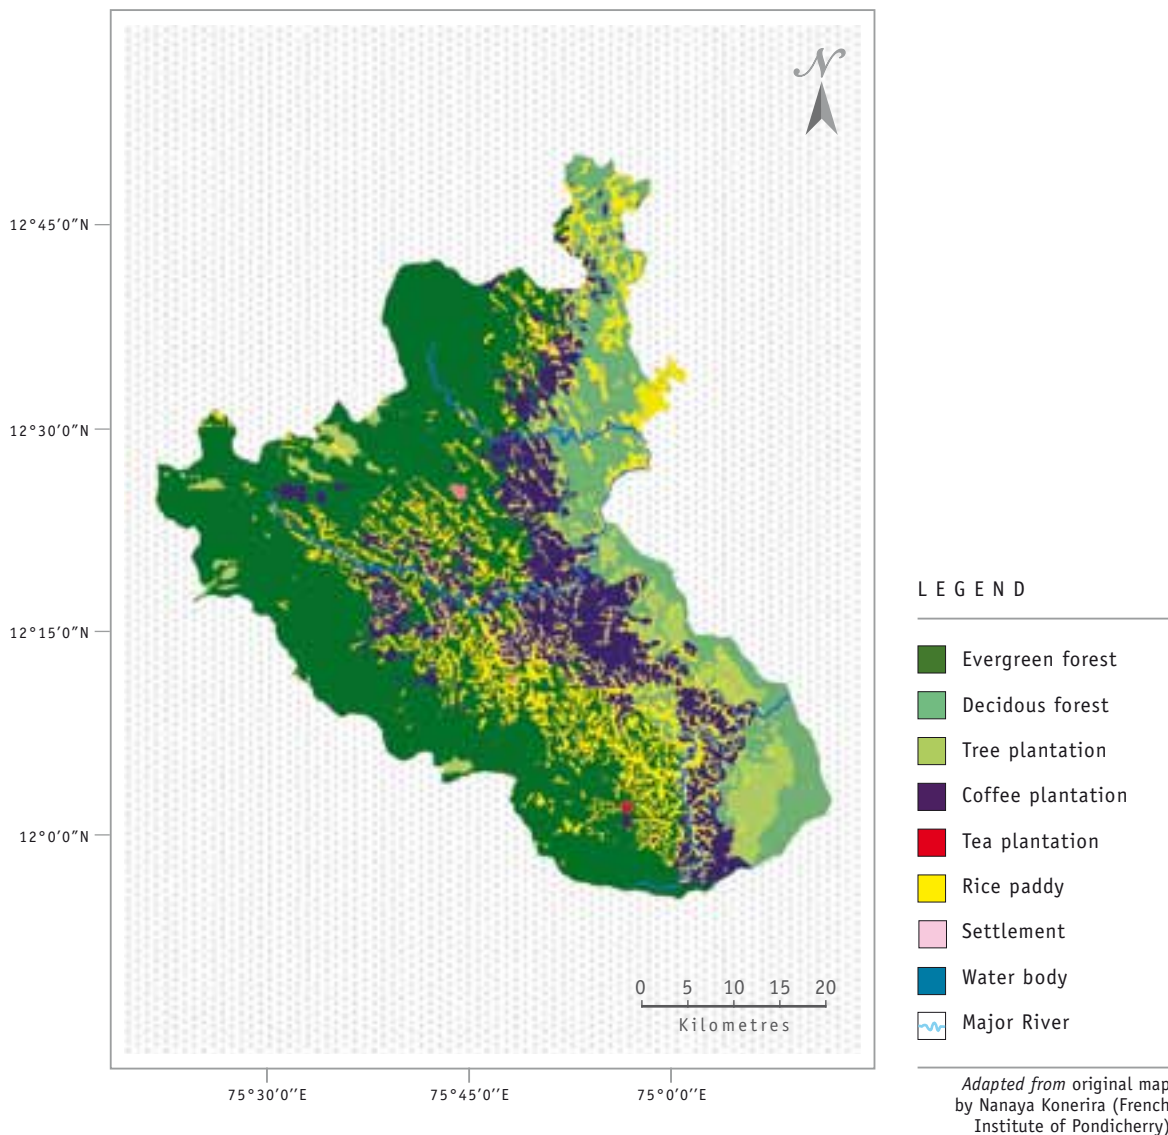 N
12°45′0″N
12°30′0″N
12°15′0″N
12°0′0″N
0 5 10 15 20
Kilometres
75°30′0′′E
75°45′0′′E
75°0′0′′E
LEGEND
Evergreen forest
Decidous forest
Tree plantation
Coffee plantation
Tea plantation
Rice paddy
Settlement
Water body
Major River
Adapted from original map
by Nanaya Konerira (French
Institute of Pondicherry)